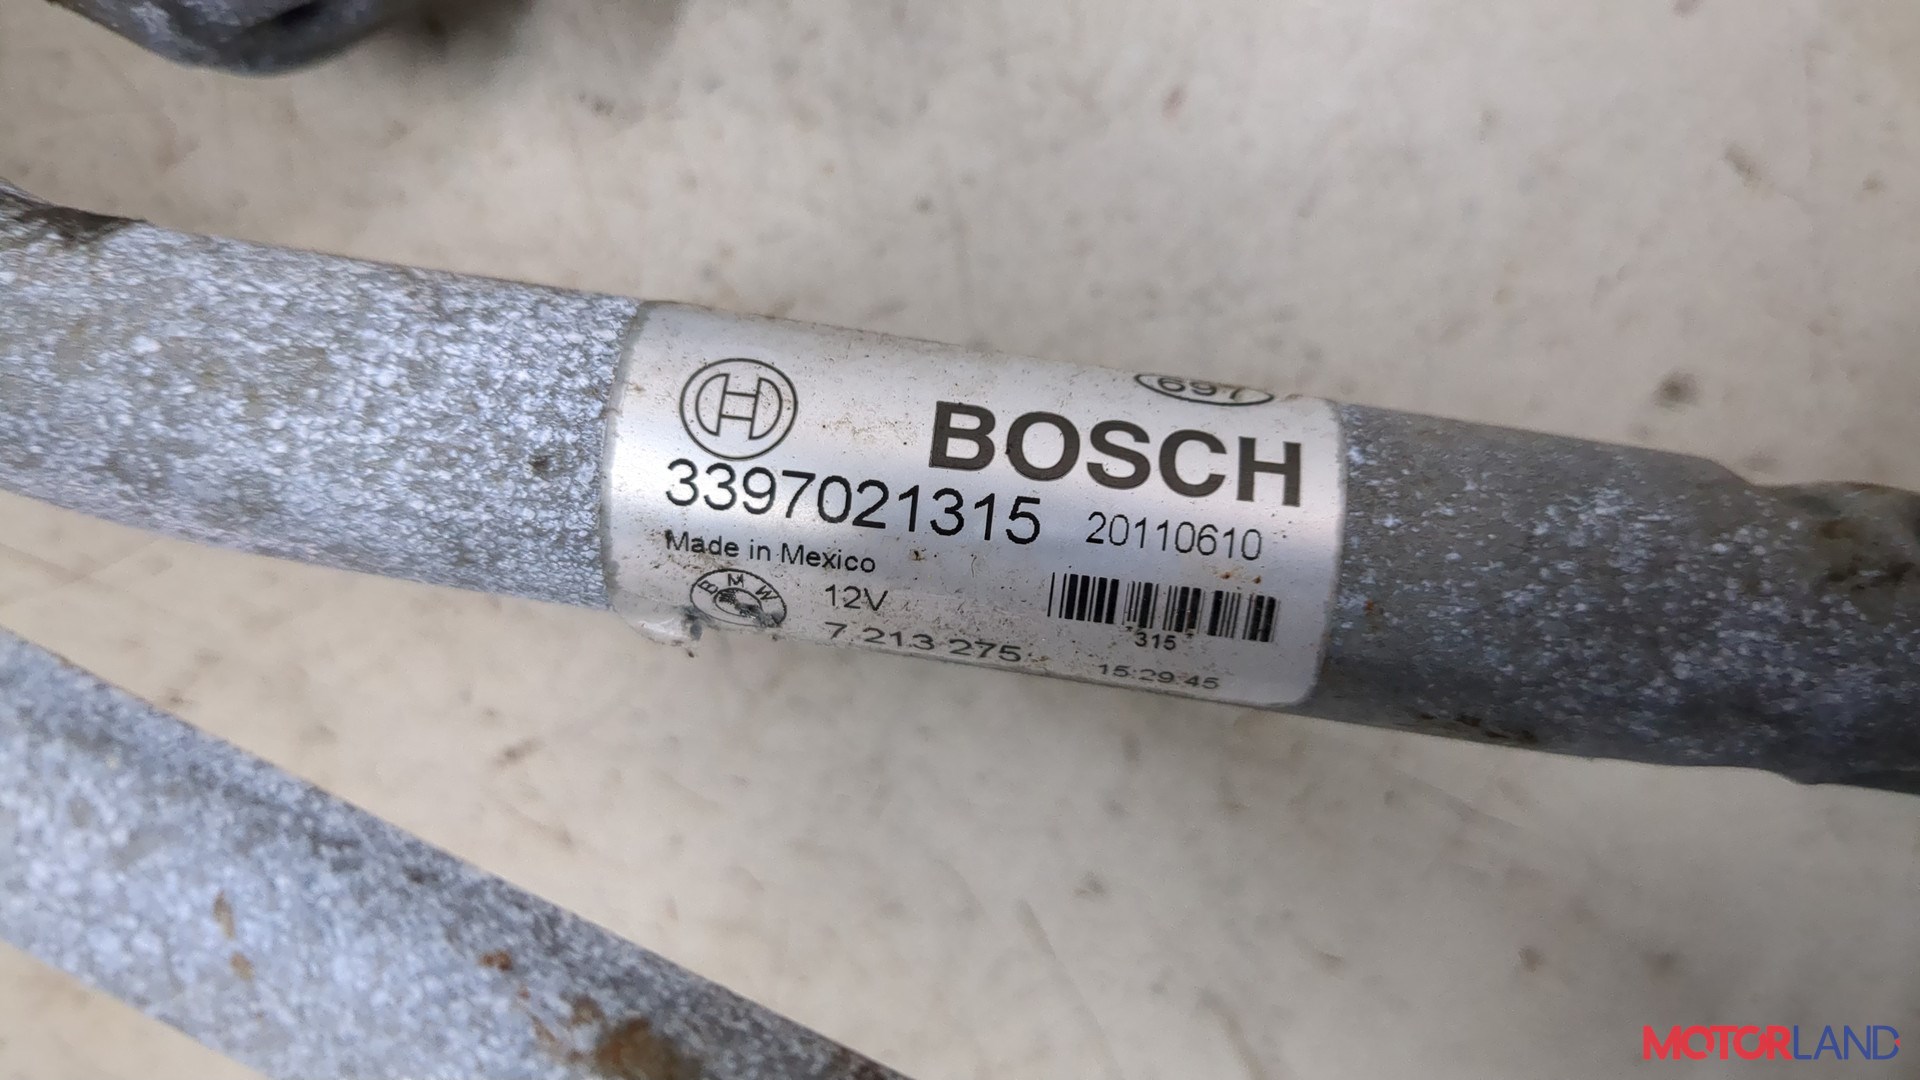 697
BOSCH
3397021315 20110610
Made in Mexico
BMW 12V
315
7 213 275
15:29:45
MOTORLAND